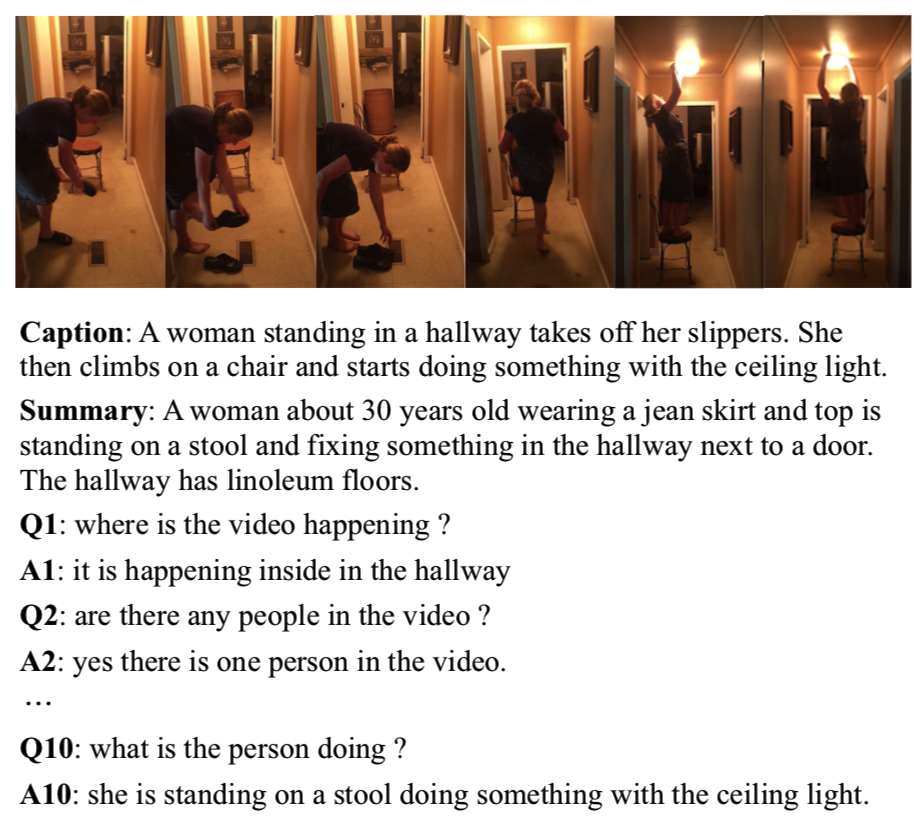 Caption: A woman standing in a hallway takes off her slippers. She
then climbs on a chair and starts doing something with the ceiling light.
Summary: A woman about 30 years old wearing a jean skirt and top is
standing on a stool and fixing something in the hallway next to a door.
The hallway has linoleum floors.
Q1: where is the video happening ?
A1: it is happening inside in the hallway
Q2: are there any people in the video ?
A2: yes there is one person in the video.
…
Q10: what is the person doing ?
A10: she is standing on a stool doing something with the ceiling light.